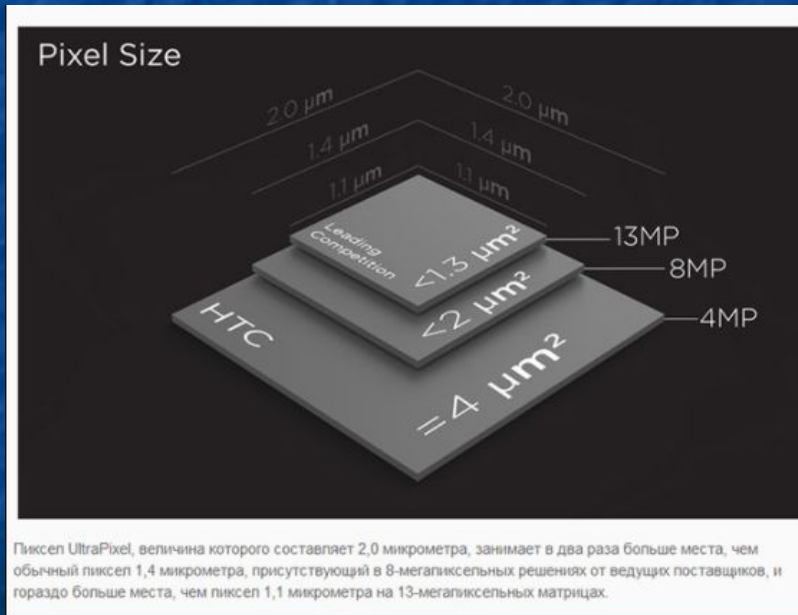 Pixel Size
2.0 µm
2.0 µm
1.4 µm
1.4 µm
1.1 µm
1.1 µm
Leading
Competition
<1.3 µm²
13MP
<2 µm²
8MP
HTC
=4 µm²
4MP
Пиксел UltraPixel, величина которого составляет 2,0 микрометра, занимает в два раза больше места, чем
обычный пиксел 1,4 микрометра, присутствующий в 8-мегапиксельных решениях от ведущих поставщиков, и
гораздо больше места, чем пиксел 1,1 микрометра на 13-мегапиксельных матрицах.